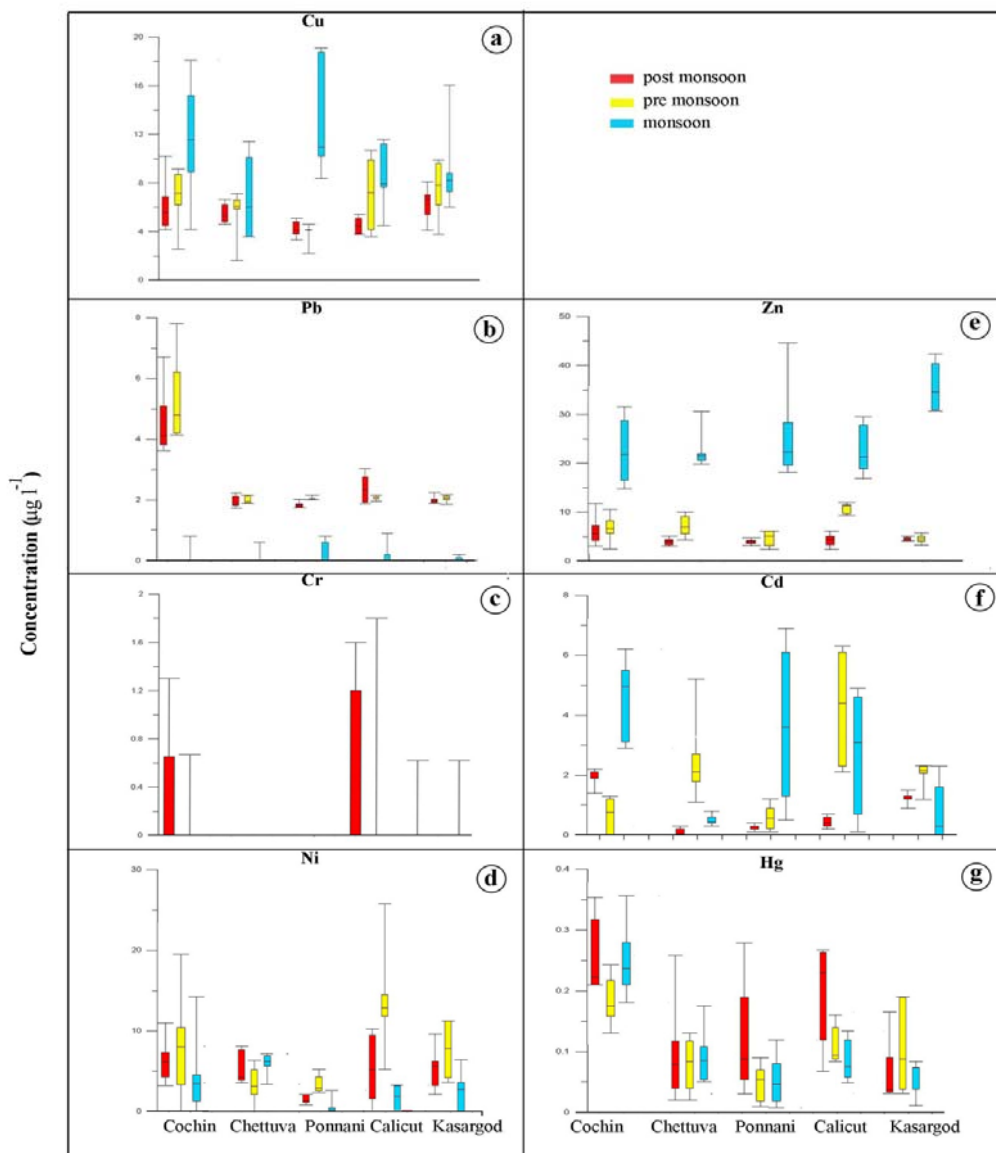 Cu
a
20
16
12
8
4
0
post monsoon
pre monsoon
monsoon
Pb
b
8
6
4
2
0
Zn
e
50
40
30
20
10
0
Cr
c
2
1.6
1.2
0.8
0.4
0
Cd
f
8
6
4
2
0
Ni
d
30
20
10
0
Hg
g
0.4
0.3
0.2
0.1
0
Concentration (µg l⁻¹)
Cochin Chettuva Ponnani Calicut Kasargod
Cochin Chettuva Ponnani Calicut Kasargod